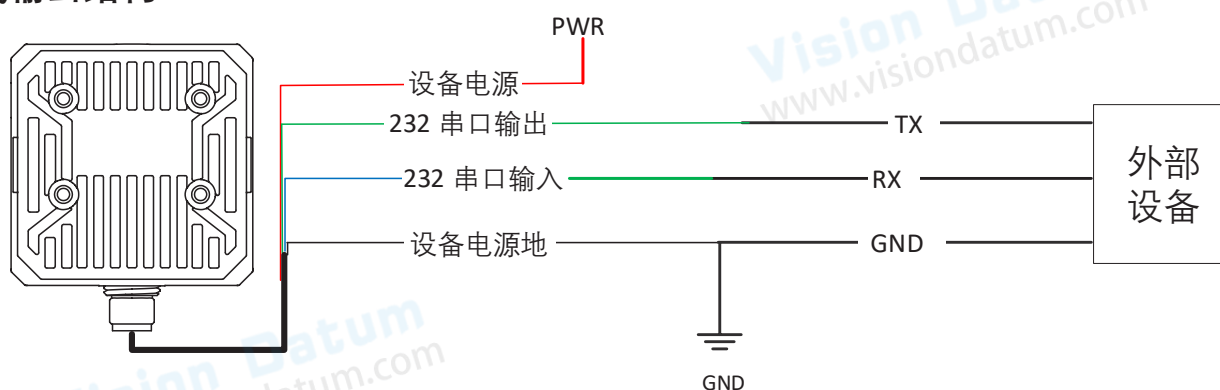 PWR
设备电源
232 串口输出
TX
232 串口输入
RX
设备电源地
GND
外部
设备
GND
Vision Datum
www.visiondatum.com
Vision Datum
datum.com